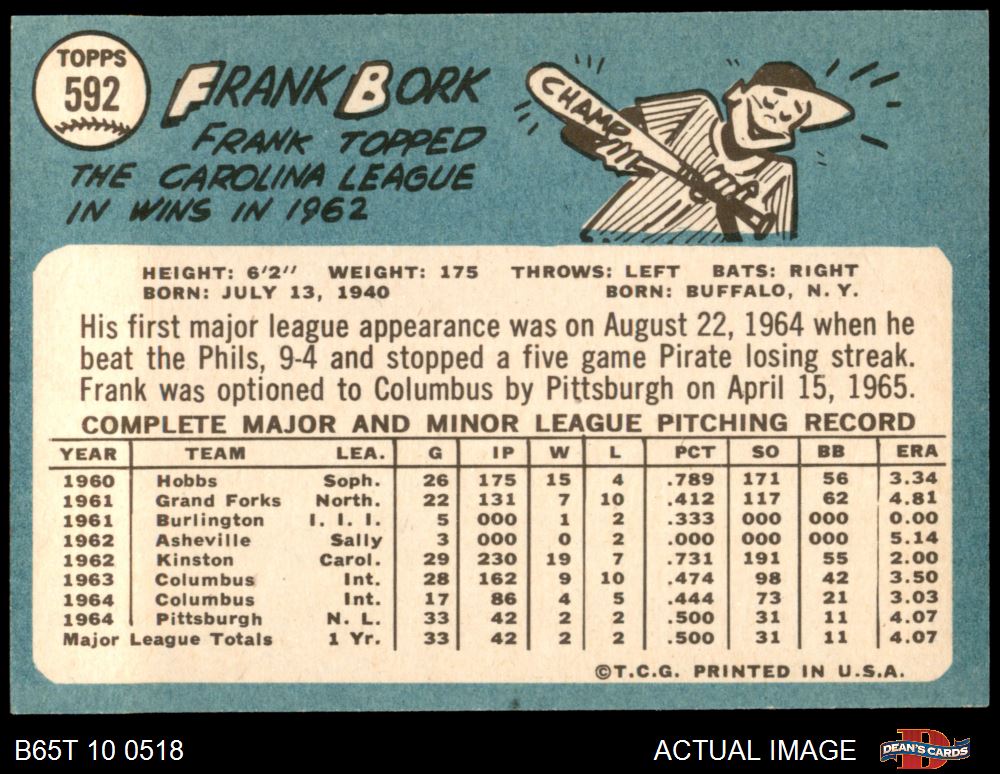 TOPPS
592
FRANK BORK
FRANK TOPPED
THE CAROLINA LEAGUE
IN WINS IN 1962
CHAMP
HEIGHT: 6'2" WEIGHT: 175 THROWS: LEFT BATS: RIGHT
BORN: JULY 13, 1940 BORN: BUFFALO, N. Y.
His first major league appearance was on August 22, 1964 when he
beat the Phils, 9-4 and stopped a five game Pirate losing streak.
Frank was optioned to Columbus by Pittsburgh on April 15, 1965.
COMPLETE MAJOR AND MINOR LEAGUE PITCHING RECORD
YEAR TEAM LEA. G IP W L PCT SO BB ERA
1960 Hobbs Soph. 26 175 15 4 .789 171 56 3.34
1961 Grand Forks North. 22 131 7 10 .412 117 62 4.81
1961 Burlington I. I. I. 5 000 1 2 .333 000 000 0.00
1962 Asheville Sally 3 000 0 2 .000 000 000 5.14
1962 Kinston Carol. 29 230 19 7 .731 191 55 2.00
1963 Columbus Int. 28 162 9 10 .474 98 42 3.50
1964 Columbus Int. 17 86 4 5 .444 73 21 3.03
1964 Pittsburgh N. L. 33 42 2 2 .500 31 11 4.07
Major League Totals 1 Yr. 33 42 2 2 .500 31 11 4.07
©T.C.G. PRINTED IN U.S.A.
B65T 10 0518 ACTUAL IMAGE DEAN'S CARDS